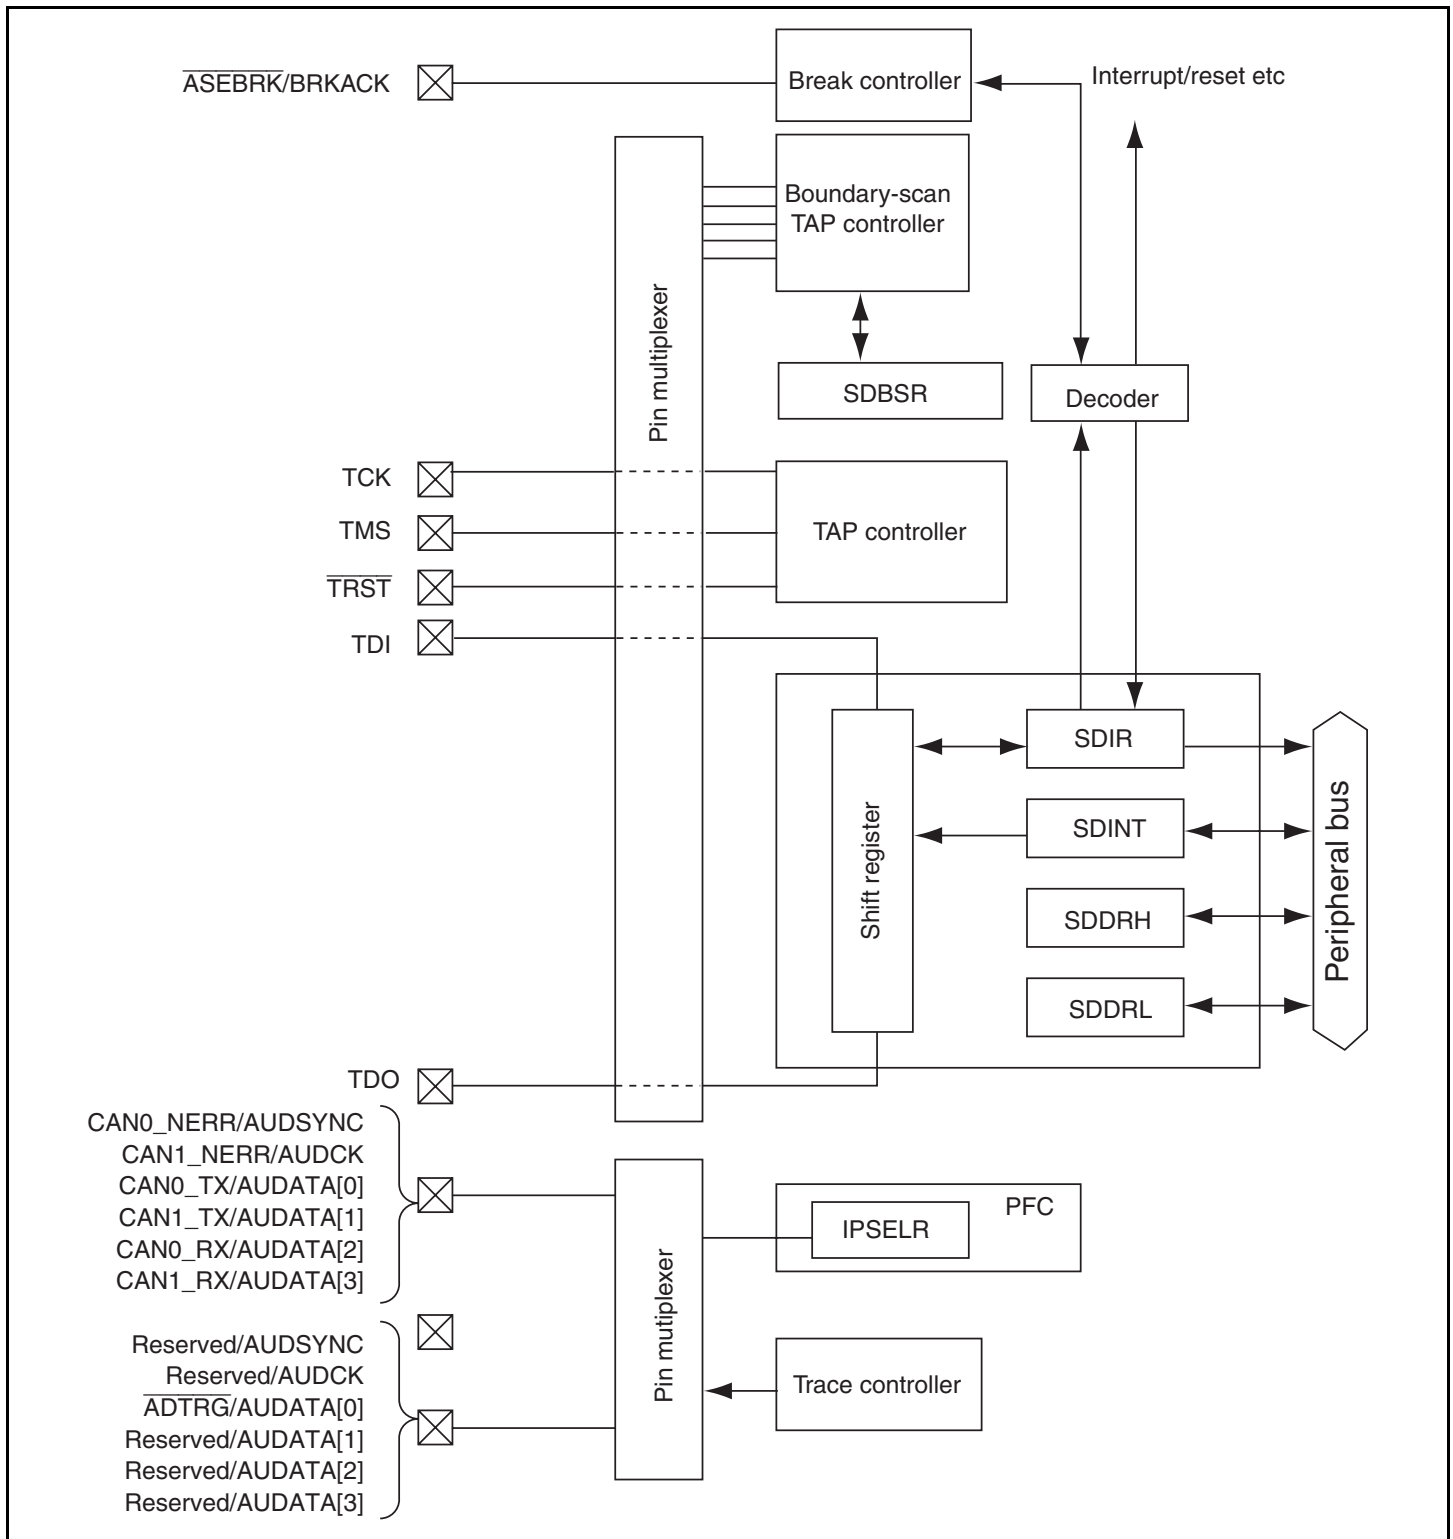 ASEBRK/BRKACK
Break controller
Interrupt/reset etc
Boundary-scan
TAP controller
Pin multiplexer
SDBSR
Decoder
TCK
TMS
TRST
TDI
TAP controller
Shift register
SDIR
SDINT
SDDRH
SDDRL
Peripheral bus
TDO
CAN0_NERR/AUDSYNC
CAN1_NERR/AUDCK
CAN0_TX/AUDATA[0]
CAN1_TX/AUDATA[1]
CAN0_RX/AUDATA[2]
CAN1_RX/AUDATA[3]
Pin mutiplexer
PFC
IPSELR
Trace controller
Reserved/AUDSYNC
Reserved/AUDCK
ADTRG/AUDATA[0]
Reserved/AUDATA[1]
Reserved/AUDATA[2]
Reserved/AUDATA[3]